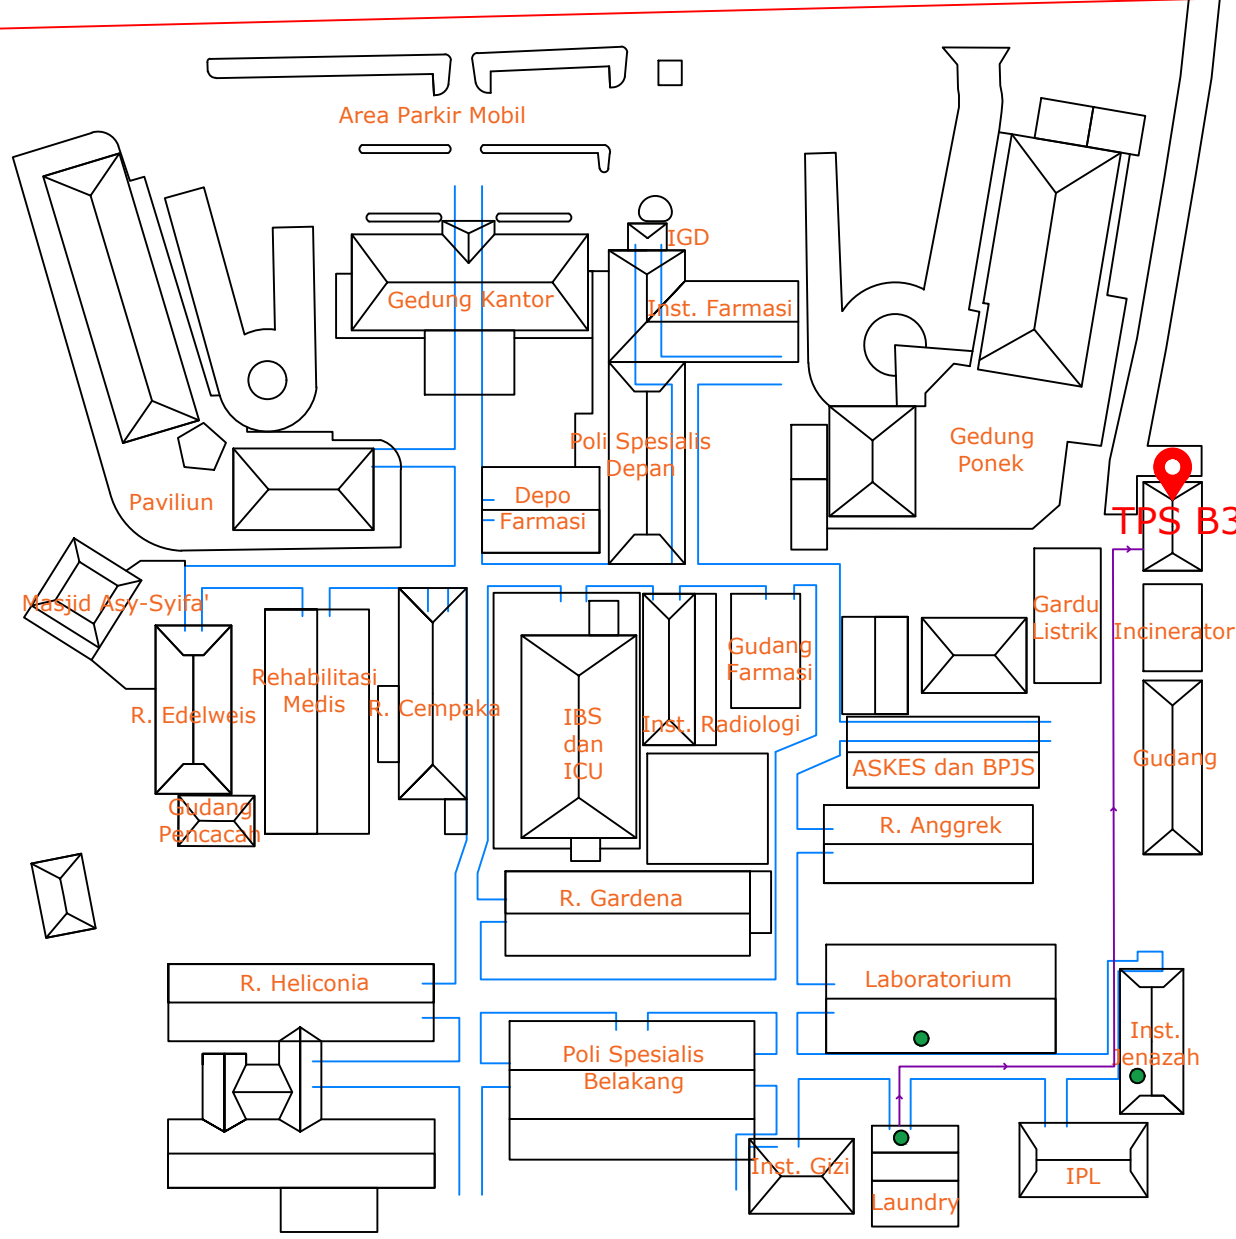 Area Parkir Mobil
IGD
Gedung Kantor
Inst. Farmasi
Poli Spesialis
Depan
Gedung
Ponek
Paviliun
Depo
Farmasi
TPS B3
Masjid Asy-Syifa'
Gardu
Listrik
Incinerator
Gudang
Farmasi
Rehabilitasi
Medis
R. Edelweis
R. Cempaka
IBS
dan
ICU
Inst. Radiologi
ASKES dan BPJS
Gudang
Gudang
Pencacah
R. Anggrek
R. Gardena
R. Heliconia
Laboratorium
Inst.
Jenazah
Poli Spesialis
Belakang
Inst. Gizi
Laundry
IPL